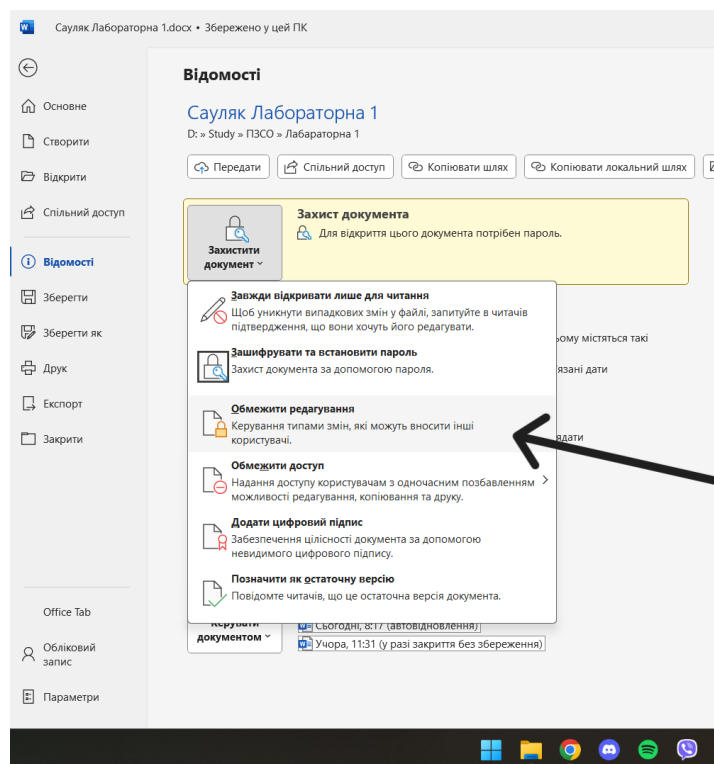 Сауляк Лабораторна 1.docx • Збережено у цей ПК
Відомості
Сауляк Лабораторна 1
D: » Study » ПЗСО » Лабараторна 1
Основне
Створити
Відкрити
Спільний доступ
Відомості
Зберегти
Зберегти як
Друк
Експорт
Закрити
Office Tab
Обліковий
запис
Параметри
Передати
Спільний доступ
Копіювати шлях
Копіювати локальний шлях
Захистити
документ
Захист документа
Для відкриття цього документа потрібен пароль.
Завжди відкривати лише для читання
Щоб уникнути випадкових змін у файлі, запитуйте в читачів
підтвердження, що вони хочуть його редагувати.
Зашифрувати та встановити пароль
Захист документа за допомогою пароля.
Обмежити редагування
Керування типами змін, які можуть вносити інші
користувачі.
Обмежити доступ
Надання доступу користувачам з одночасним позбавленням
можливості редагування, копіювання та друку.
Додати цифровий підпис
Забезпечення цілісності документа за допомогою
невидимого цифрового підпису.
Позначити як остаточну версію
Повідомте читачів, що це остаточна версія документа.
містяться такі
дати
Керувати
документом
Сьогодні, 8:17 (автовідновлення)
Учора, 11:31 (у разі закриття без збереження)